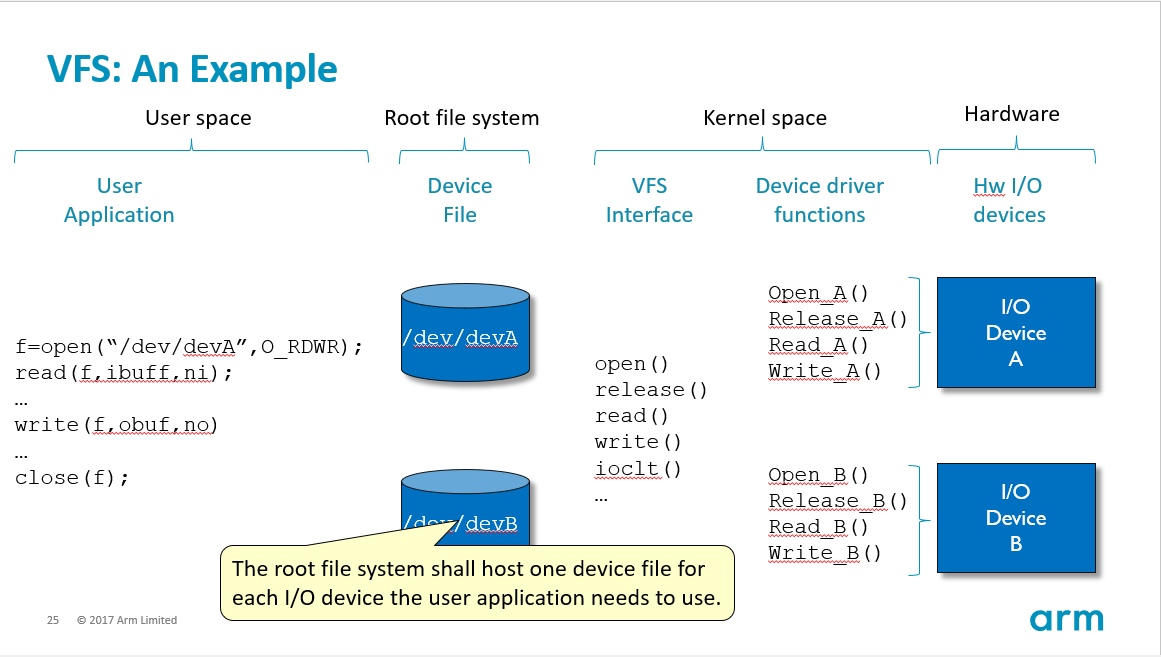 VFS: An Example
User space
Root file system
Kernel space
Hardware
User
Application
Device
File
VFS
Interface
Device driver
functions
Hw I/O
devices
f=open(“/dev/devA”,O_RDWR);
read(f,ibuff,ni);
…
write(f,obuf,no)
…
close(f);
/dev/devA
/dev/devB
open()
release()
read()
write()
ioclt()
…
Open_A()
Release_A()
Read_A()
Write_A()
I/O
Device
A
Open_B()
Release_B()
Read_B()
Write_B()
I/O
Device
B
The root file system shall host one device file for
each I/O device the user application needs to use.
25 © 2017 Arm Limited
arm